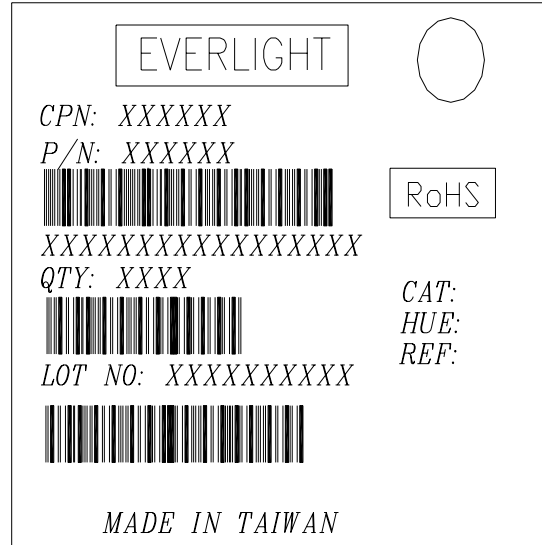 EVERLIGHT
CPN: XXXXXX
P/N: XXXXXX
RoHS
XXXXXXXXXXXXXXXXX
QTY: XXXX
CAT:
HUE:
REF:
LOT NO: XXXXXXXXXX
MADE IN TAIWAN